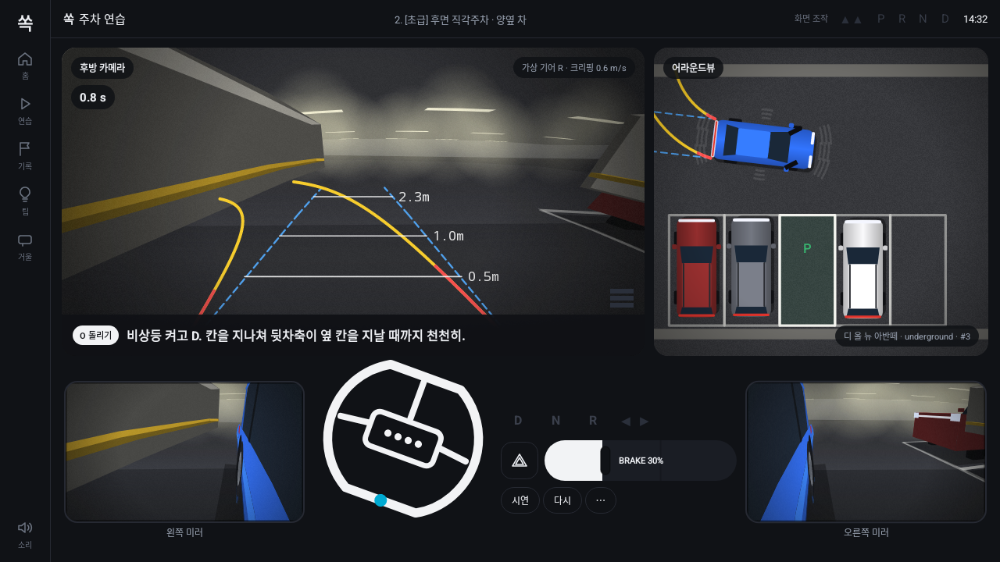 쏙
쏙 주차 연습
2. [초급] 후면 직각주차 · 양옆 차
화면 조작 ▲▲ P R N D 14:32
홈
연습
기록
팁
거울
소리
후방 카메라
가상 기어 R · 크리핑 0.6 m/s
0.8 s
2.3m
1.0m
0.5m
0 돌리기 비상등 켜고 D. 칸을 지나쳐 뒷차축이 옆 칸을 지날 때까지 천천히.
어라운드뷰
P
디 올 뉴 아반떼 · underground · #3
D N R ◀ ▶
BRAKE 30%
시연 다시 ···
왼쪽 미러
오른쪽 미러